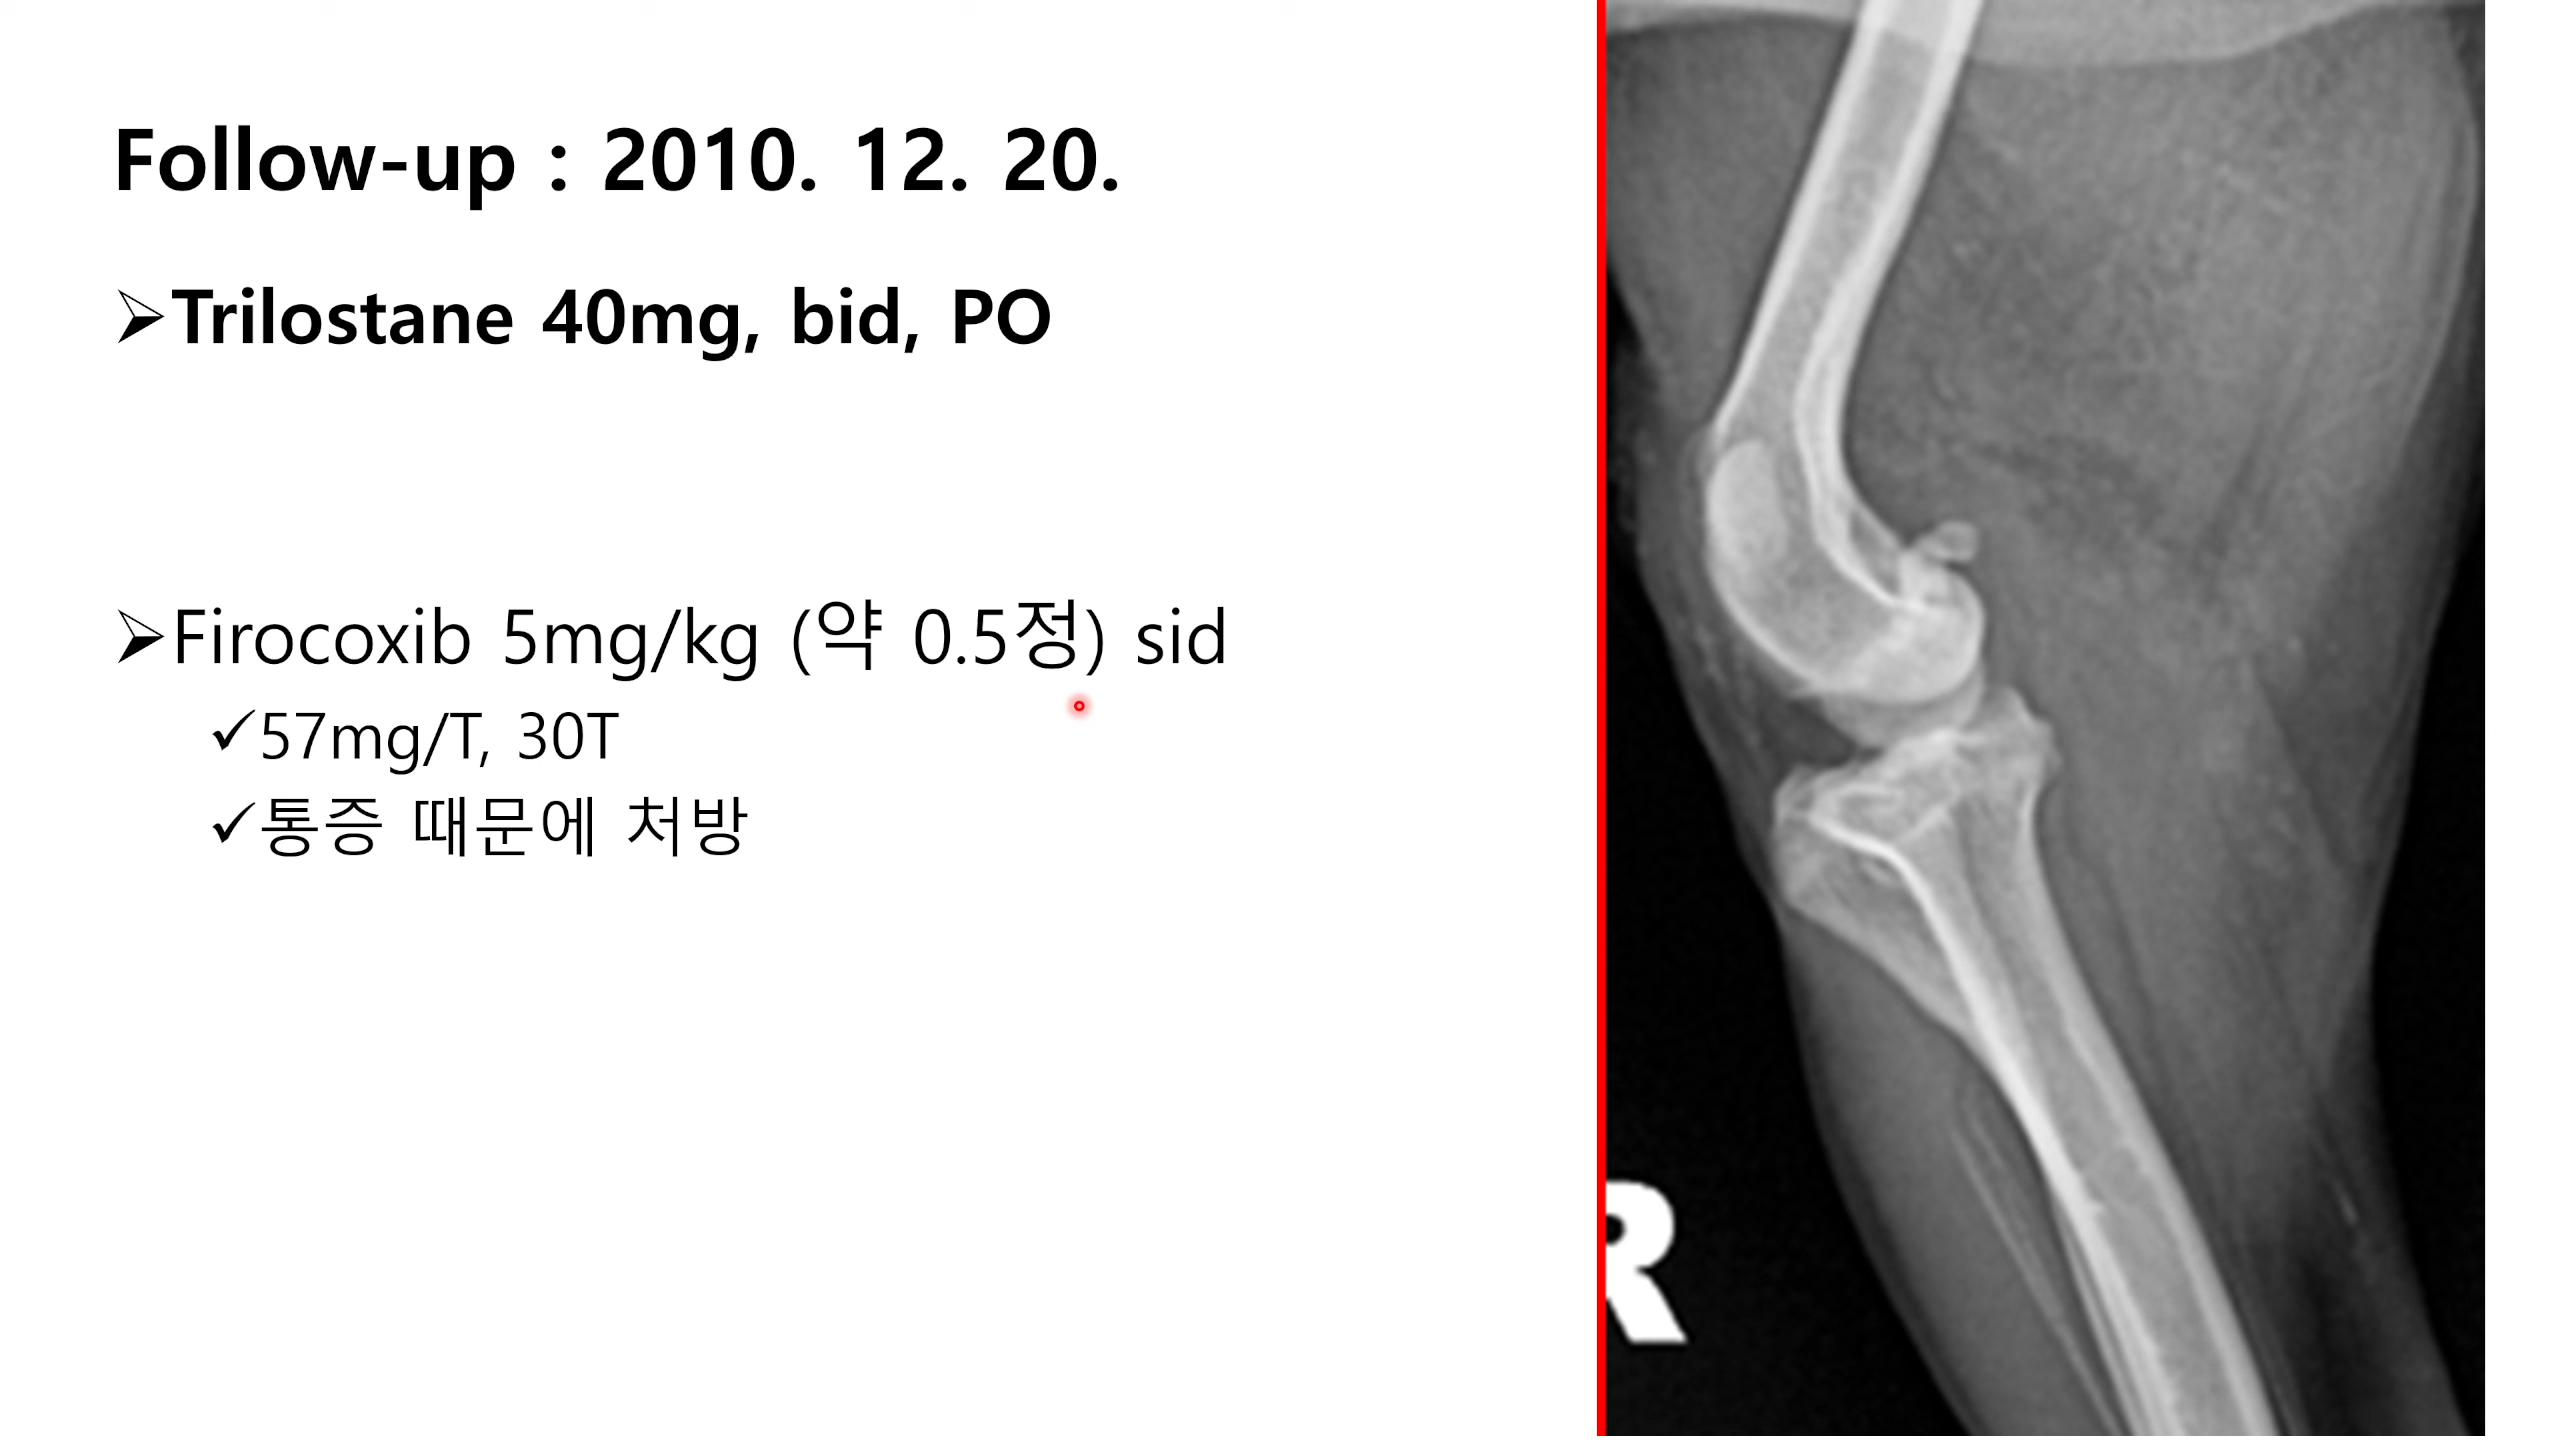 Follow-up : 2010. 12. 20.
➢Trilostane 40mg, bid, PO
➢Firocoxib 5mg/kg (약 0.5정) sid
✓57mg/T, 30T
✓통증 때문에 처방
R